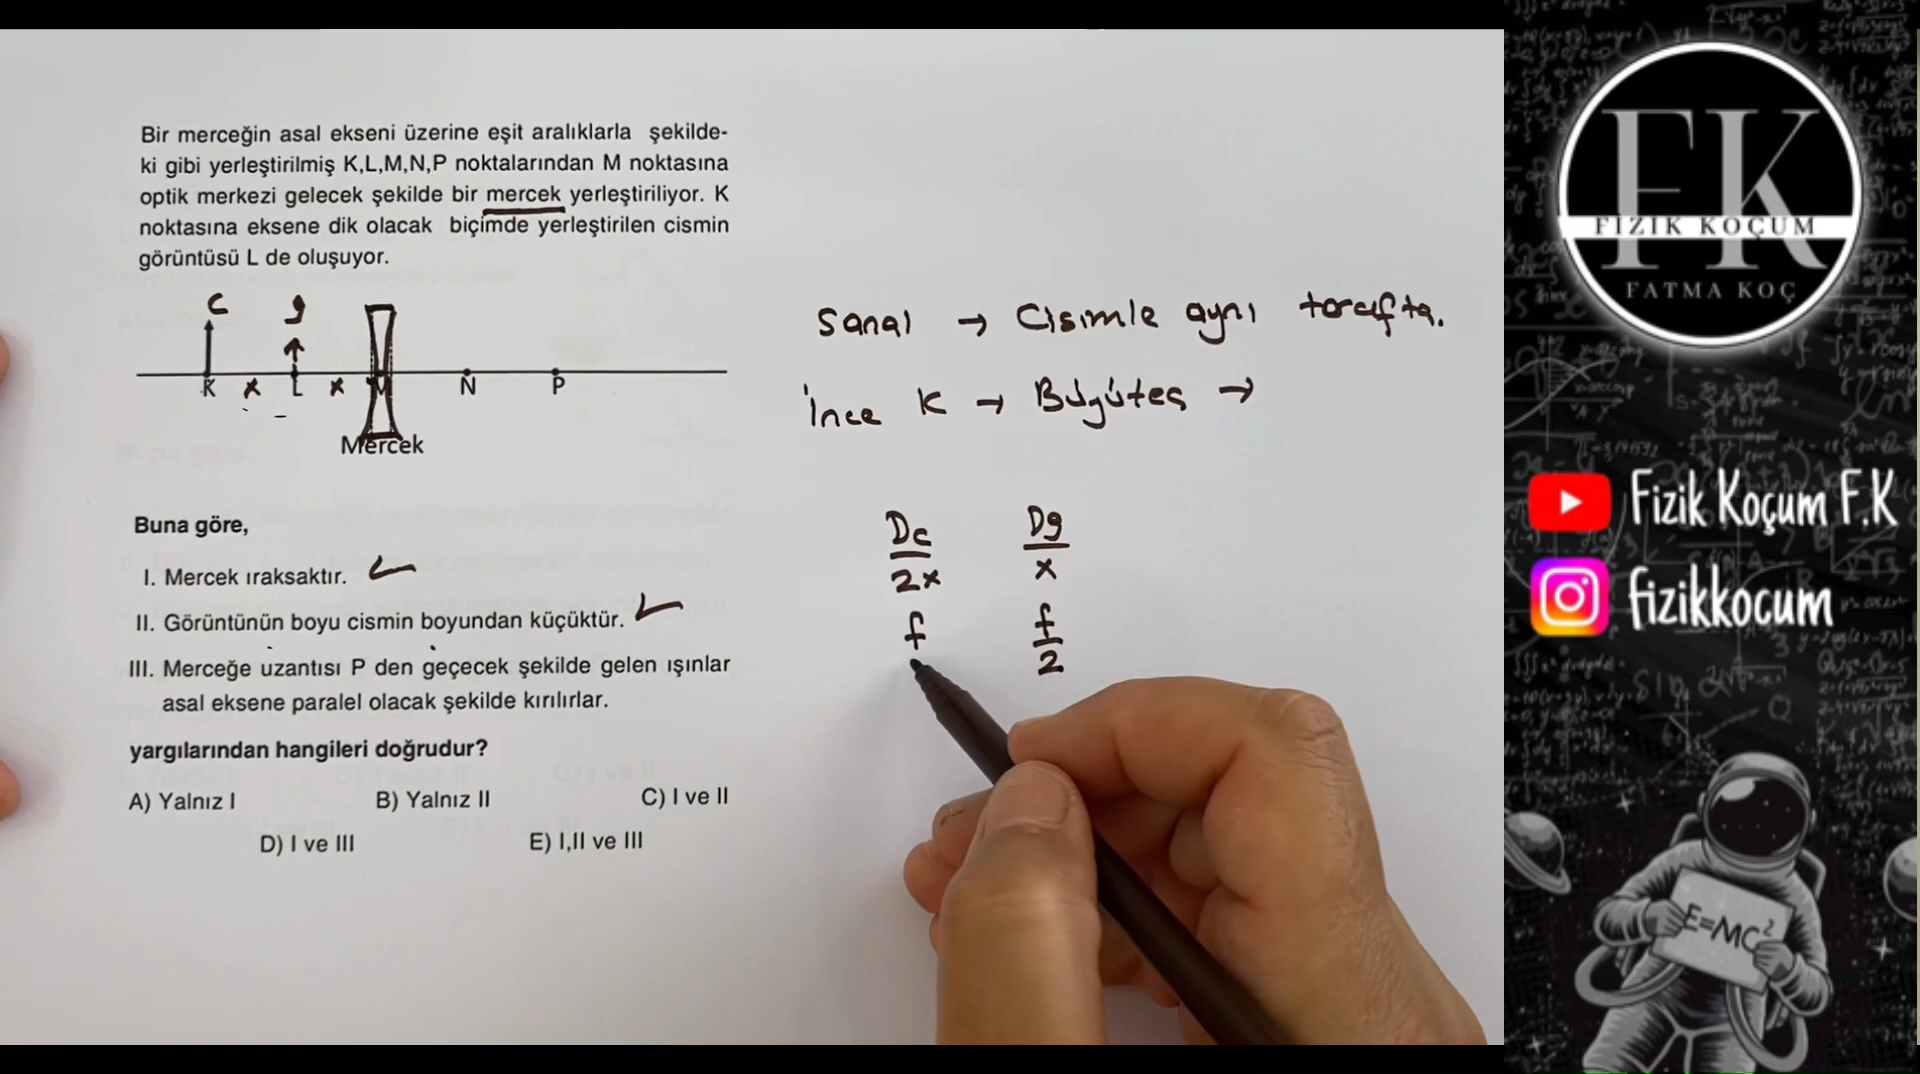 Bir merceğin asal ekseni üzerine eşit aralıklarla şekilde-
ki gibi yerleştirilmiş K,L,M,N,P noktalarından M noktasına
optik merkezi gelecek şekilde bir mercek yerleştiriliyor. K
noktasına eksene dik olacak biçimde yerleştirilen cismin
görüntüsü L de oluşuyor.
C g
K x L x M N P
Mercek
Buna göre,
I. Mercek ıraksaktır.
II. Görüntünün boyu cismin boyundan küçüktür.
III. Merceğe uzantısı P den geçecek şekilde gelen ışınlar
asal eksene paralel olacak şekilde kırılırlar.
yargılarından hangileri doğrudur?
A) Yalnız I B) Yalnız II C) I ve II
D) I ve III E) I,II ve III
Sanal → Cisimle aynı tarafta.
İnce K → Büyüteç →
Dc Dg
2x x
f f
2
FK
FİZİK KOÇUM
FATMA KOÇ
Fizik Koçum F.K
fizikkocum
E=MC²